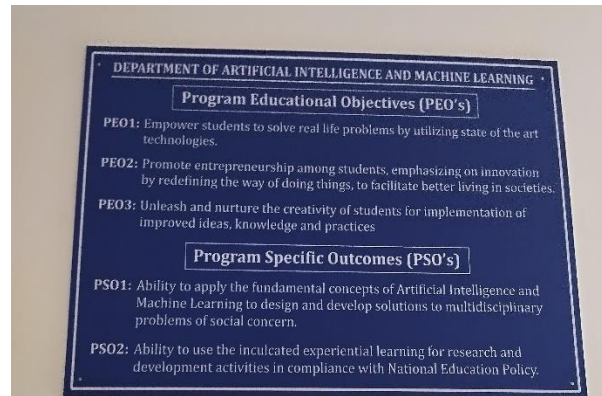 DEPARTMENT OF ARTIFICIAL INTELLIGENCE AND MACHINE LEARNING
Program Educational Objectives (PEO's)
PEO1: Empower students to solve real life problems by utilizing state of the art
technologies.
PEO2: Promote entrepreneurship among students, emphasizing on innovation
by redefining the way of doing things, to facilitate better living in societies.
PEO3: Unleash and nurture the creativity of students for implementation of
improved ideas, knowledge and practices
Program Specific Outcomes (PSO's)
PSO1: Ability to apply the fundamental concepts of Artificial Intelligence and
Machine Learning to design and develop solutions to multidisciplinary
problems of social concern.
PSO2: Ability to use the inculcated experiential learning for research and
development activities in compliance with National Education Policy.